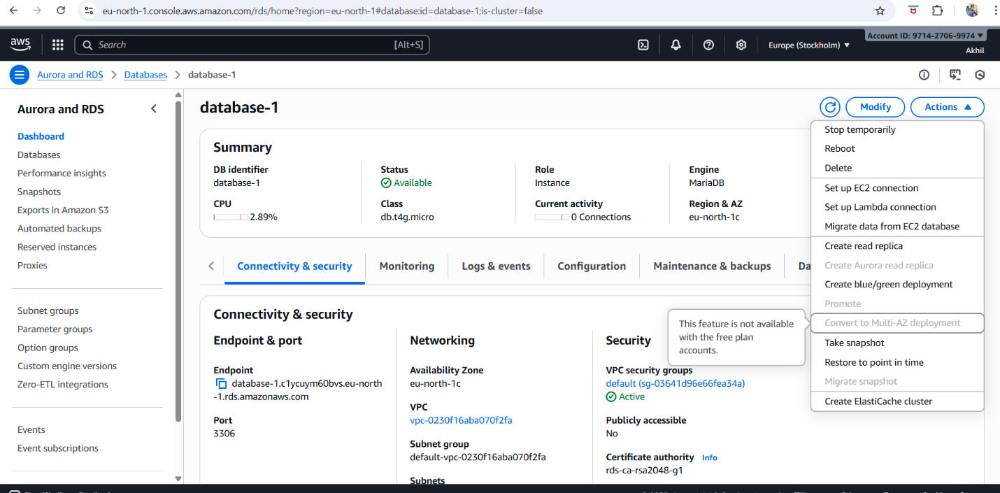 eu-north-1.console.aws.amazon.com/rds/home?region=eu-north-1#database:id=database-1;is-cluster=false
aws
Search
[Alt+S]
Europe (Stockholm)
Account ID: 9714-2706-9974
Akhil
Aurora and RDS
Databases
database-1
Aurora and RDS
Dashboard
Databases
Performance insights
Snapshots
Exports in Amazon S3
Automated backups
Reserved instances
Proxies
Subnet groups
Parameter groups
Option groups
Custom engine versions
Zero-ETL integrations
Events
Event subscriptions
database-1
Modify
Actions
Summary
DB identifier
database-1
Status
Available
Role
Instance
Engine
MariaDB
CPU
2.89%
Class
db.t4g.micro
Current activity
0 Connections
Region & AZ
eu-north-1c
Connectivity & security
Monitoring
Logs & events
Configuration
Maintenance & backups
Da
Connectivity & security
Endpoint & port
Endpoint
database-1.c1ycuym60bvs.eu-north
-1.rds.amazonaws.com
Port
3306
Networking
Availability Zone
eu-north-1c
VPC
vpc-0230f16aba070f2fa
Subnet group
default-vpc-0230f16aba070f2fa
Subnets
Security
VPC security groups
default (sg-03641d96e66fea34a)
Active
Publicly accessible
No
Certificate authority Info
rds-ca-rsa2048-g1
This feature is not available
with the free plan
accounts.
Stop temporarily
Reboot
Delete
Set up EC2 connection
Set up Lambda connection
Migrate data from EC2 database
Create read replica
Create Aurora read replica
Create blue/green deployment
Promote
Convert to Multi-AZ deployment
Take snapshot
Restore to point in time
Migrate snapshot
Create ElastiCache cluster